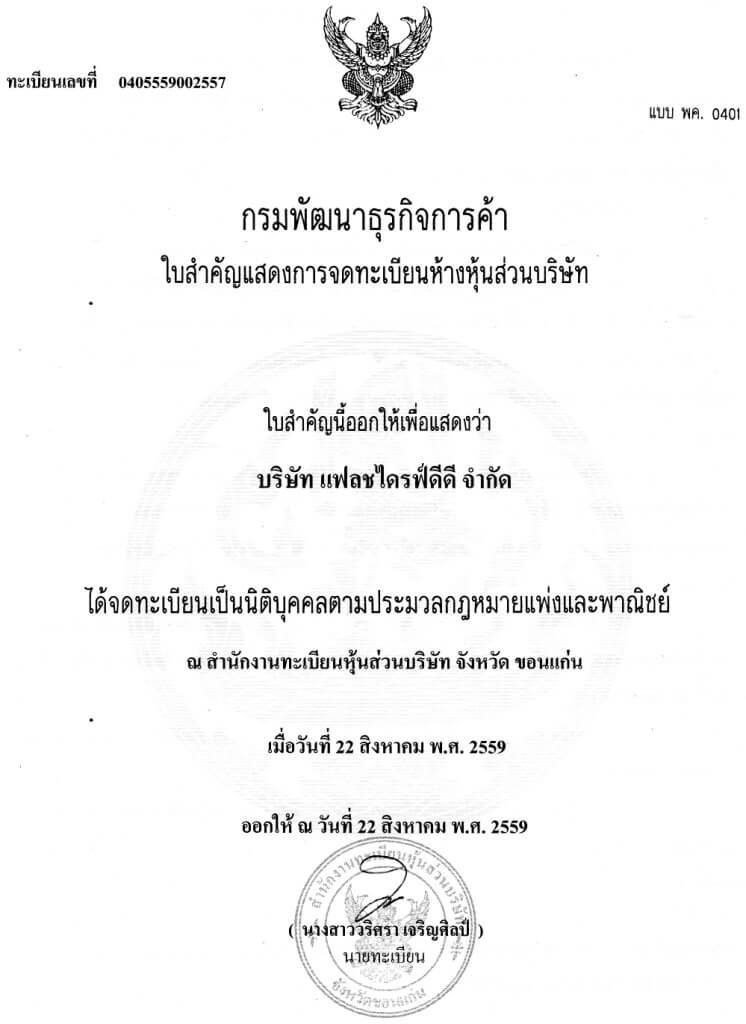 ทะเบียนเลขที่ 0405559002557
แบบ พค. 0401
กรมพัฒนาธุรกิจการค้า
ใบสำคัญแสดงการจดทะเบียนห้างหุ้นส่วนบริษัท
ใบสำคัญนี้ออกให้เพื่อแสดงว่า
บริษัท แฟลชไดรฟ์ดีดี จำกัด
ได้จดทะเบียนเป็นนิติบุคคลตามประมวลกฎหมายแพ่งและพาณิชย์
ณ สำนักงานทะเบียนหุ้นส่วนบริษัท จังหวัด ขอนแก่น
เมื่อวันที่ 22 สิงหาคม พ.ศ. 2559
ออกให้ ณ วันที่ 22 สิงหาคม พ.ศ. 2559
สำนักงานทะเบียนหุ้นส่วนบริษัท
( นางสาววริศรา เจริญศิลป์ )
นายทะเบียน
จังหวัดขอนแก่น